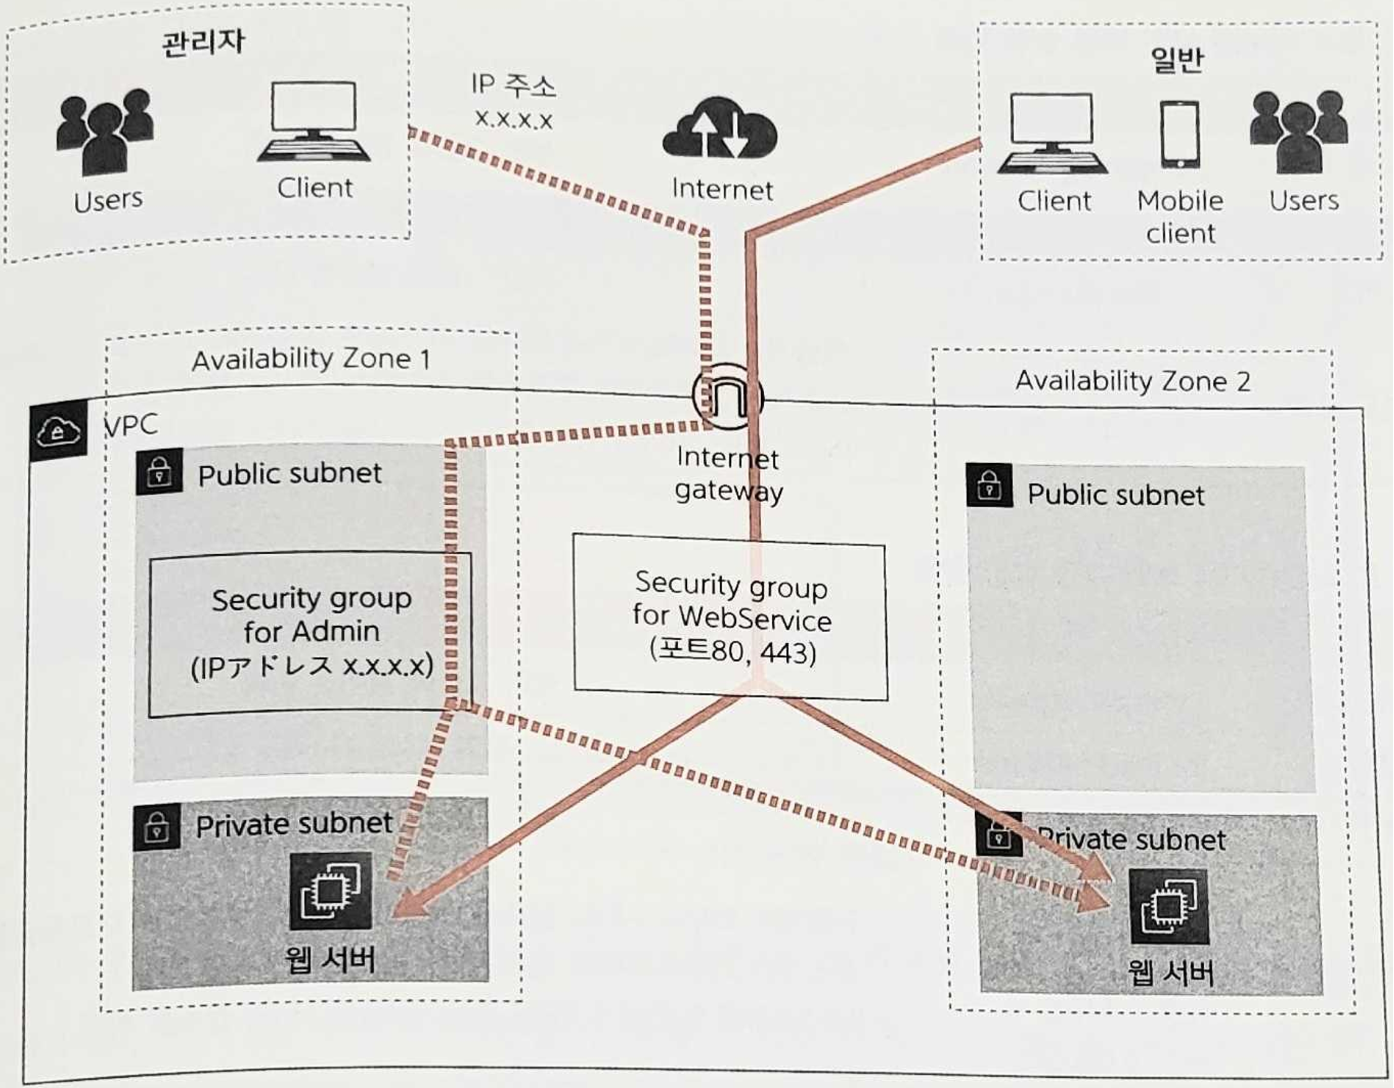 관리자
Users
Client
IP 주소
x.x.x.x
Internet
일반
Client
Mobile
client
Users
Availability Zone 1
Availability Zone 2
VPC
Internet
gateway
Public subnet
Security group
for Admin
(IPアドレス x.x.x.x)
Security group
for WebService
(포트80, 443)
Public subnet
Private subnet
웹 서버
Private subnet
웹 서버